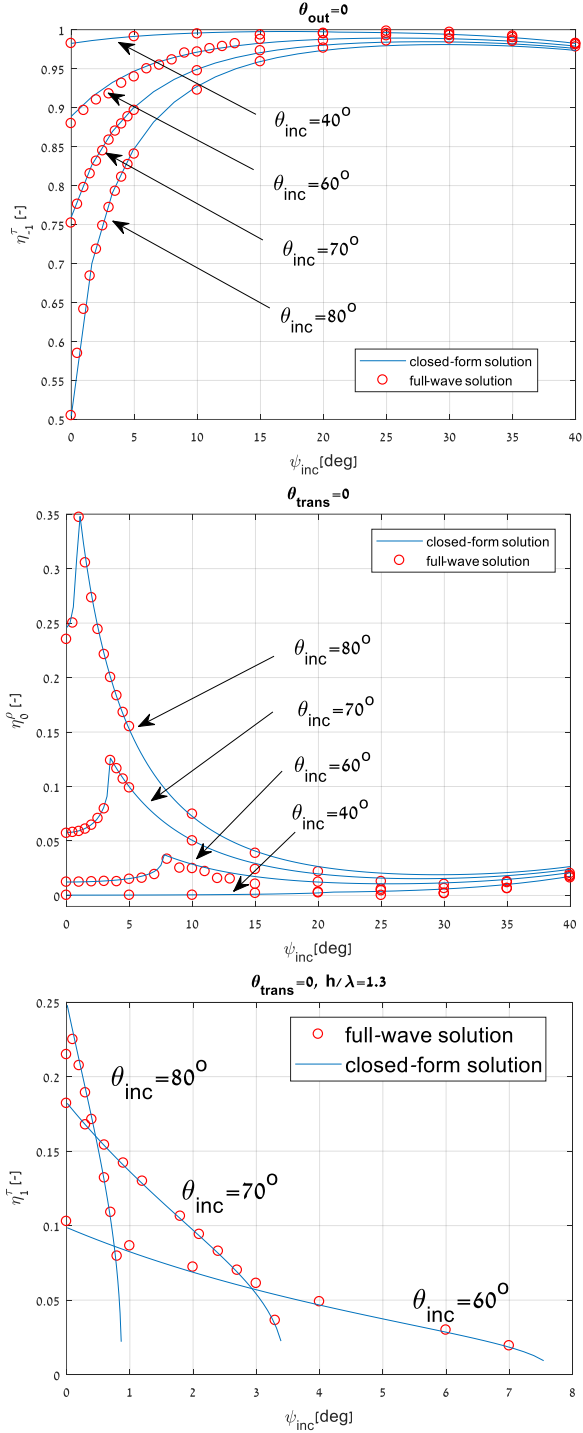 θout=0
1
0.95
0.9
0.85
0.8
0.75
0.7
0.65
0.6
0.55
0.5
η-1^T [-]
θinc=40°
θinc=60°
θinc=70°
θinc=80°
closed-form solution
full-wave solution
0 5 10 15 20 25 30 35 40
ψinc[deg]
θtrans=0
0.35
0.3
0.25
0.2
0.15
0.1
0.05
0
η0^ρ [-]
closed-form solution
full-wave solution
θinc=80°
θinc=70°
θinc=60°
θinc=40°
0 5 10 15 20 25 30 35 40
ψinc[deg]
θtrans=0, h/λ=1.3
0.25
0.2
0.15
0.1
0.05
0
η1^T [-]
full-wave solution
closed-form solution
θinc=80°
θinc=70°
θinc=60°
0 1 2 3 4 5 6 7 8
ψinc[deg]